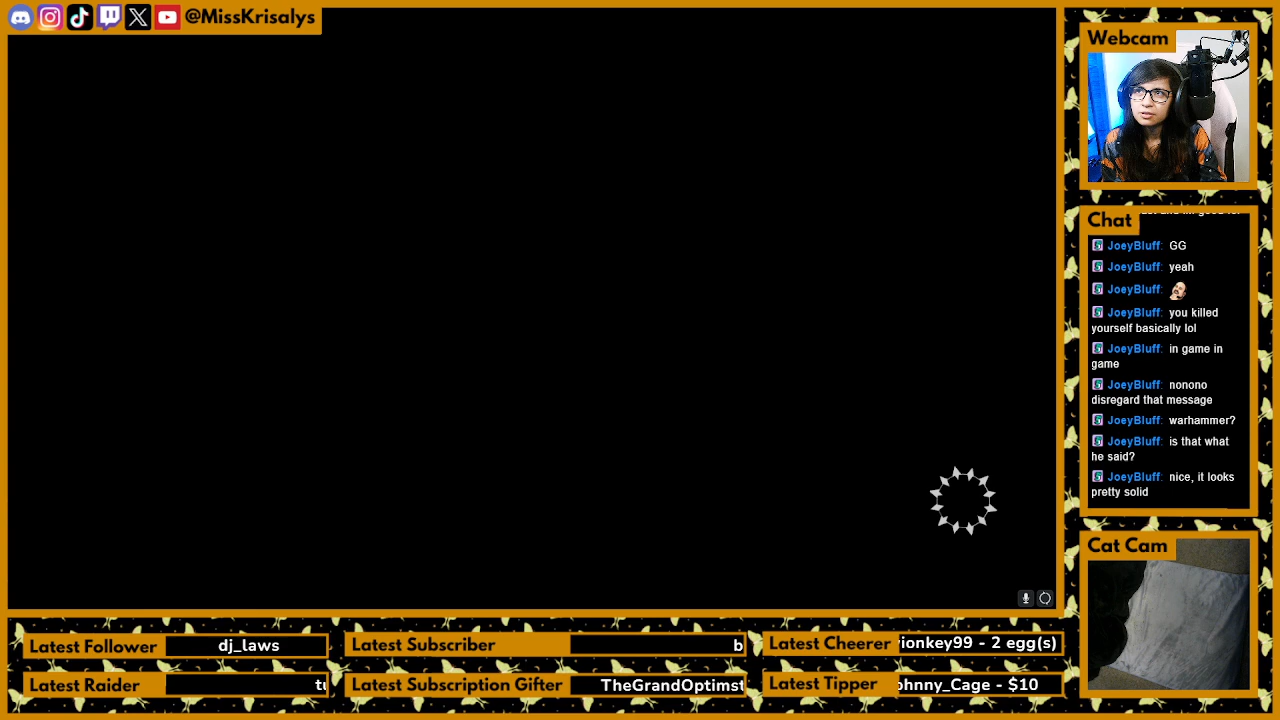 @MissKrisalys
Webcam
Chat
JoeyBluff: GG
JoeyBluff: yeah
JoeyBluff:
JoeyBluff: you killed
yourself basically lol
JoeyBluff: in game in
game
JoeyBluff: nonono
disregard that message
JoeyBluff: warhammer?
JoeyBluff: is that what
he said?
JoeyBluff: nice, it looks
pretty solid
Cat Cam
Latest Follower dj_laws
Latest Subscriber b
Latest Cheerer ionkey99 - 2 egg(s)
Latest Raider
Latest Subscription Gifter TheGrandOptimst
Latest Tipper ohnny_Cage - $10